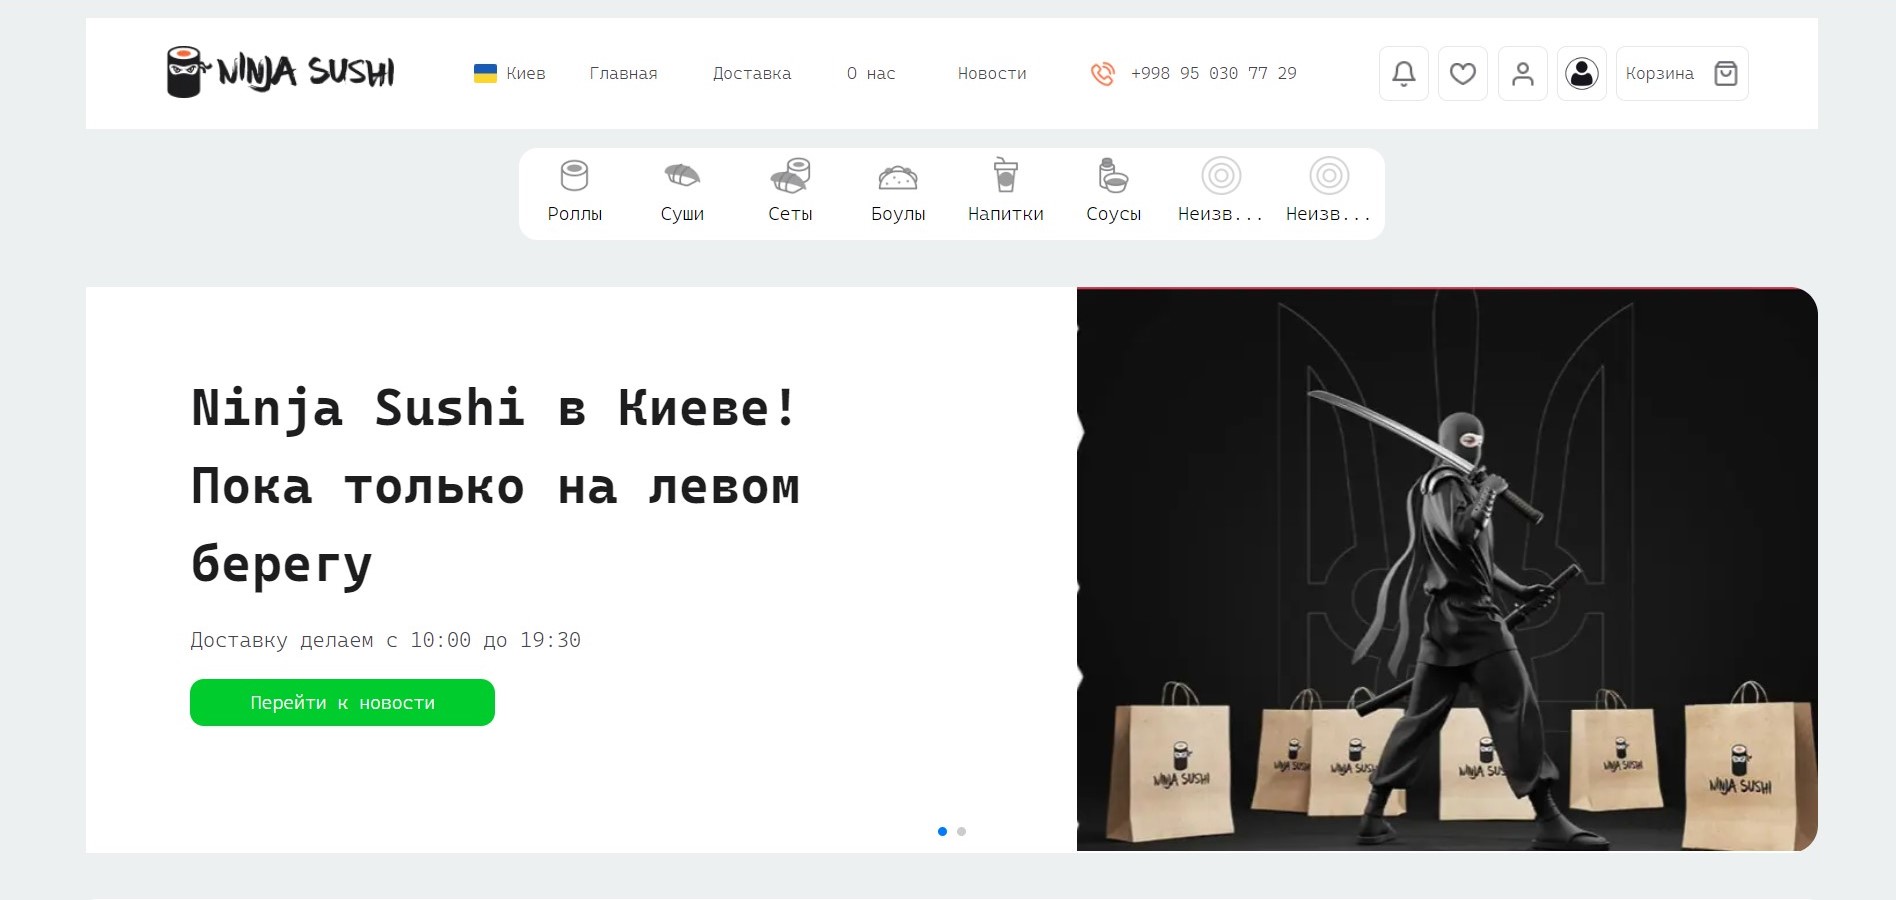 NINJA SUSHI
Киев
Главная
Доставка
О нас
Новости
+998 95 030 77 29
Корзина
Роллы
Суши
Сеты
Боулы
Напитки
Соусы
Неизв...
Неизв...
Ninja Sushi в Киеве!
Пока только на левом
берегу
Доставку делаем с 10:00 до 19:30
Перейти к новости
NINJA SUSHI
NINJA SUSHI
NINJA SUSHI
NINJA SUS
NINJA SUSHI
NINJA SUSHI